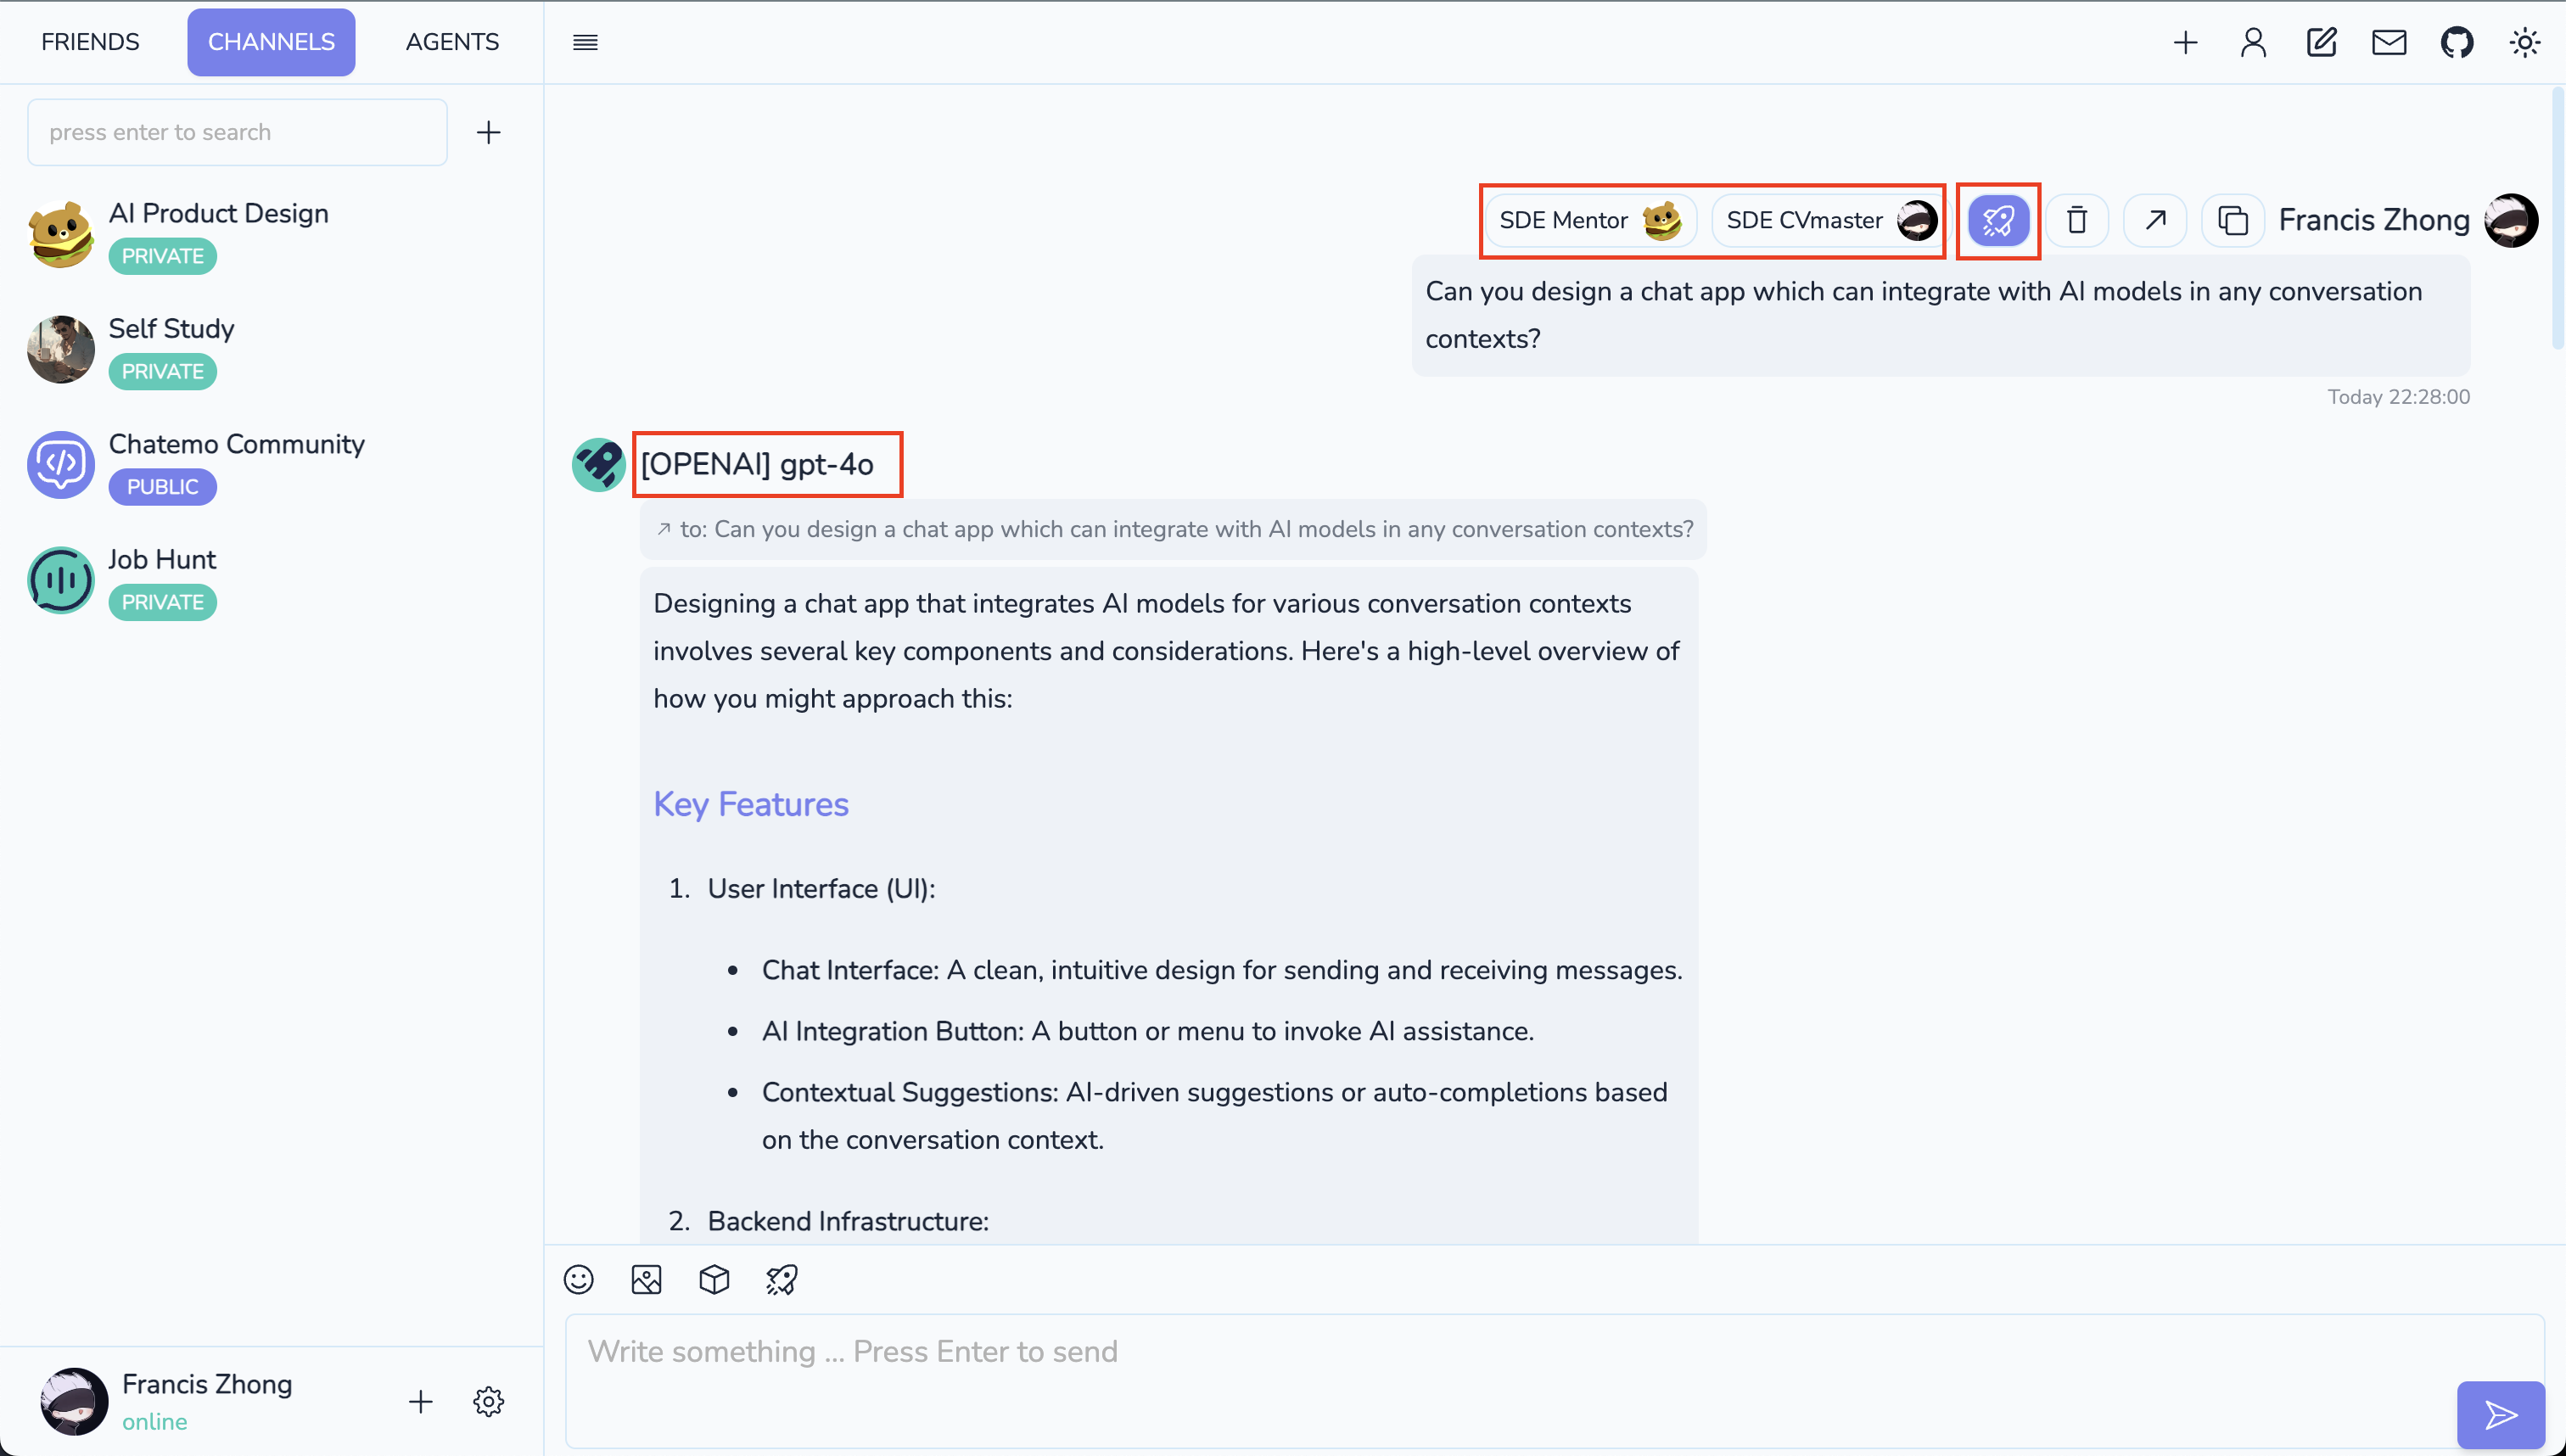 FRIENDS
CHANNELS
AGENTS
press enter to search
AI Product Design
PRIVATE
Self Study
PRIVATE
Chatemo Community
PUBLIC
Job Hunt
PRIVATE
Francis Zhong
online
SDE Mentor
SDE CVmaster
Francis Zhong
Can you design a chat app which can integrate with AI models in any conversation
contexts?
Today 22:28:00
[OPENAI] gpt-4o
to: Can you design a chat app which can integrate with AI models in any conversation contexts?
Designing a chat app that integrates AI models for various conversation contexts
involves several key components and considerations. Here's a high-level overview of
how you might approach this:
Key Features
1. User Interface (UI):
• Chat Interface: A clean, intuitive design for sending and receiving messages.
• AI Integration Button: A button or menu to invoke AI assistance.
• Contextual Suggestions: AI-driven suggestions or auto-completions based
on the conversation context.
2. Backend Infrastructure:
Write something ... Press Enter to send